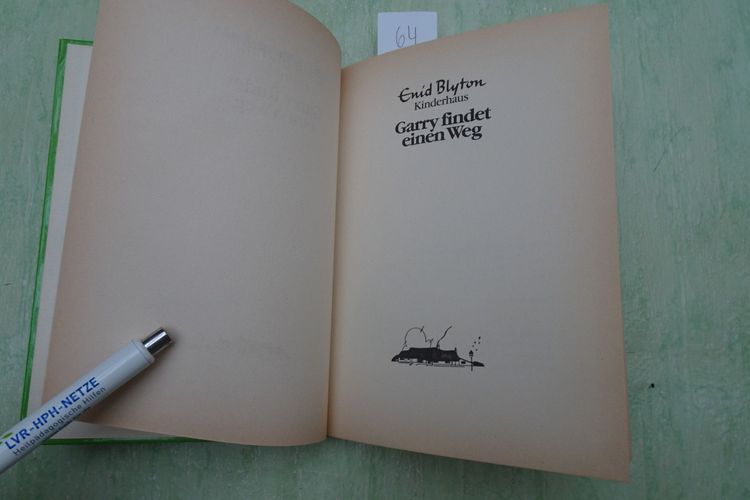 64
Enid Blyton
Kinderhaus
Garry findet
einen Weg
LVR-HPH-NETZE
Heilpädagogische Hilfen